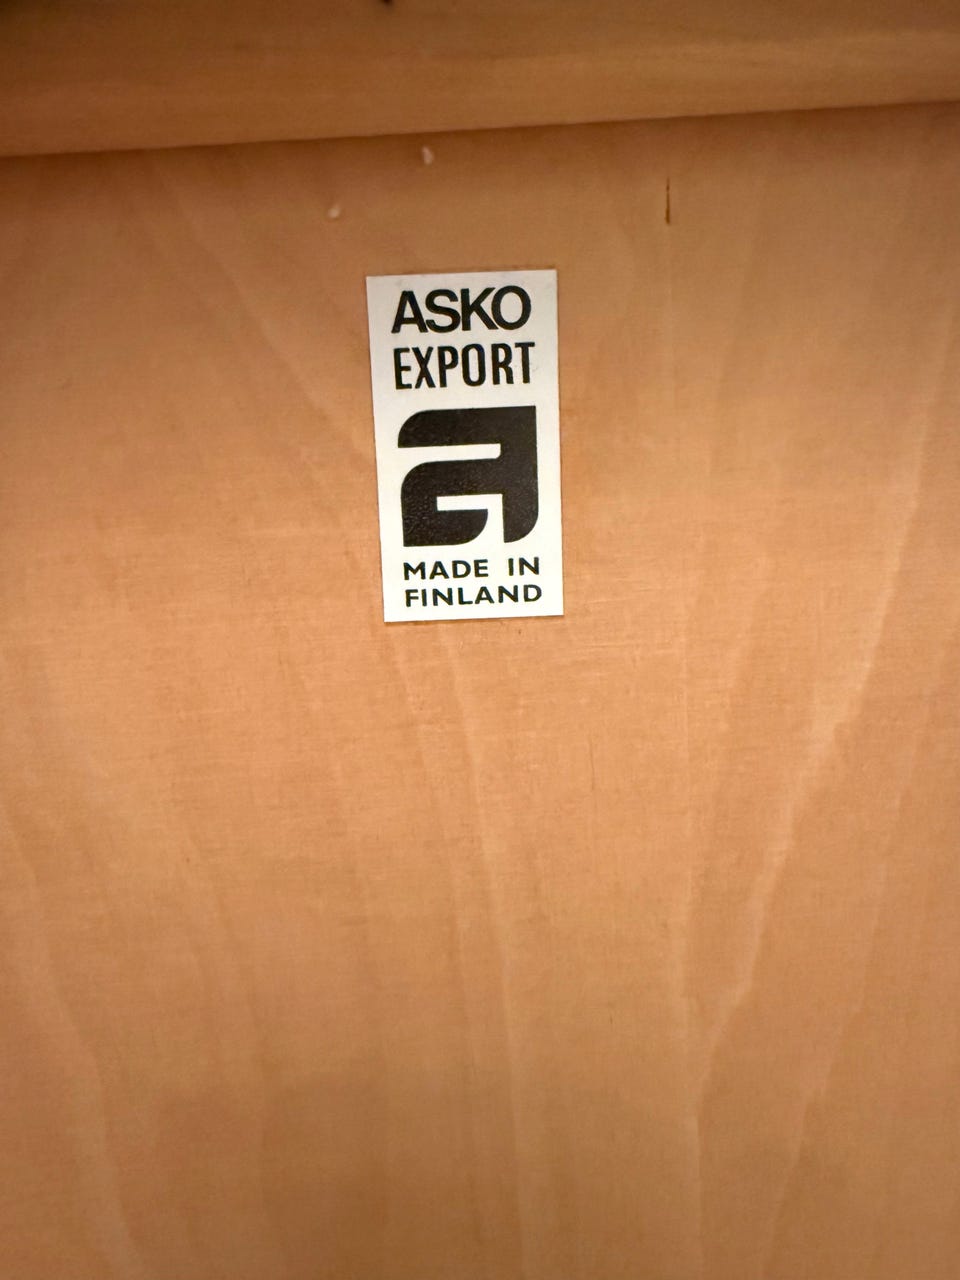 ASKO
EXPORT
a
MADE IN
FINLAND